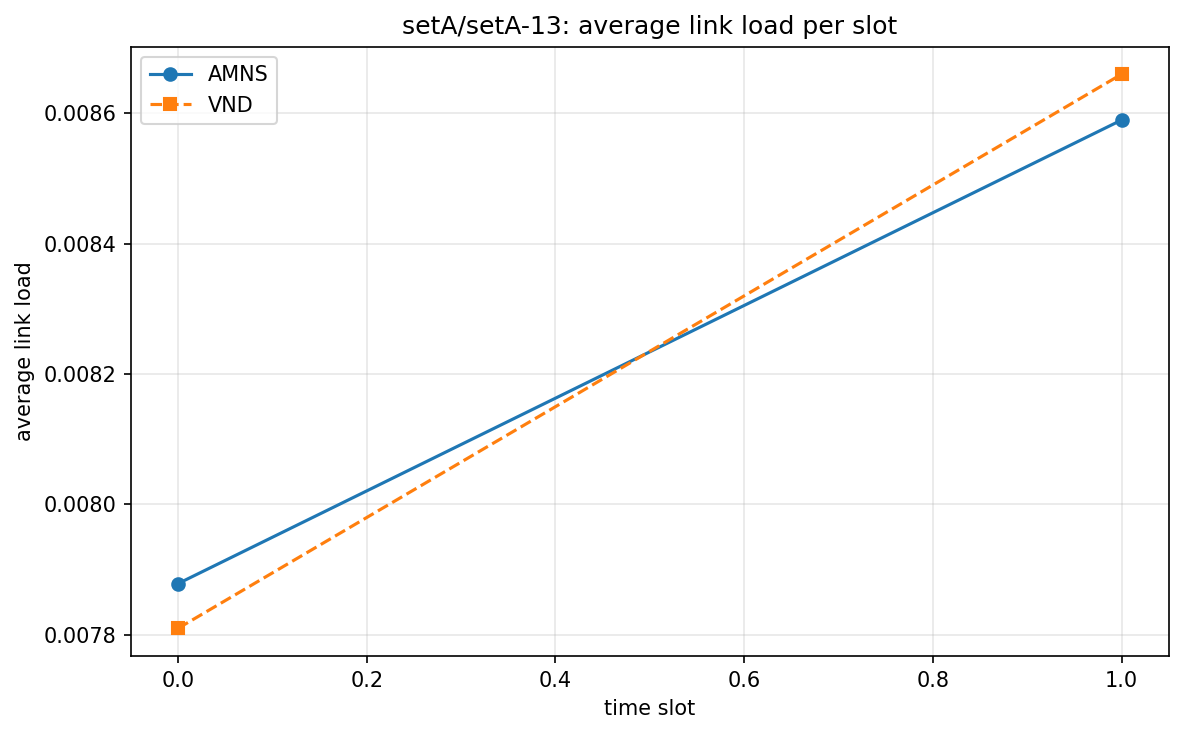 setA/setA-13: average link load per slot
AMNS
VND
average link load
0.0086
0.0084
0.0082
0.0080
0.0078
0.0
0.2
0.4
0.6
0.8
1.0
time slot